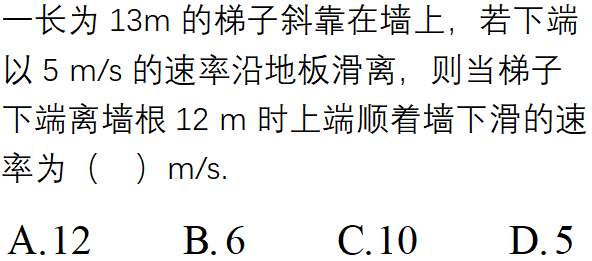 一长为 13m 的梯子斜靠在墙上，若下端
以 5 m/s 的速率沿地板滑离，则当梯子
下端离墙根 12 m 时上端顺着墙下滑的速
率为（　）m/s.
A.12 B.6 C.10 D.5